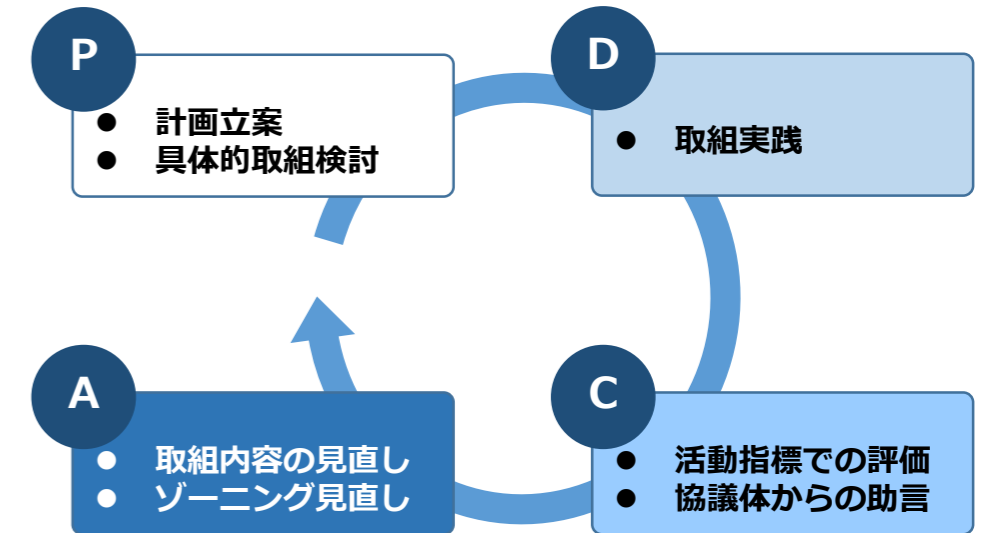 P
● 計画立案
● 具体的取組検討
D
● 取組実践
A
● 取組内容の見直し
● ゾーニング見直し
C
● 活動指標での評価
● 協議体からの助言